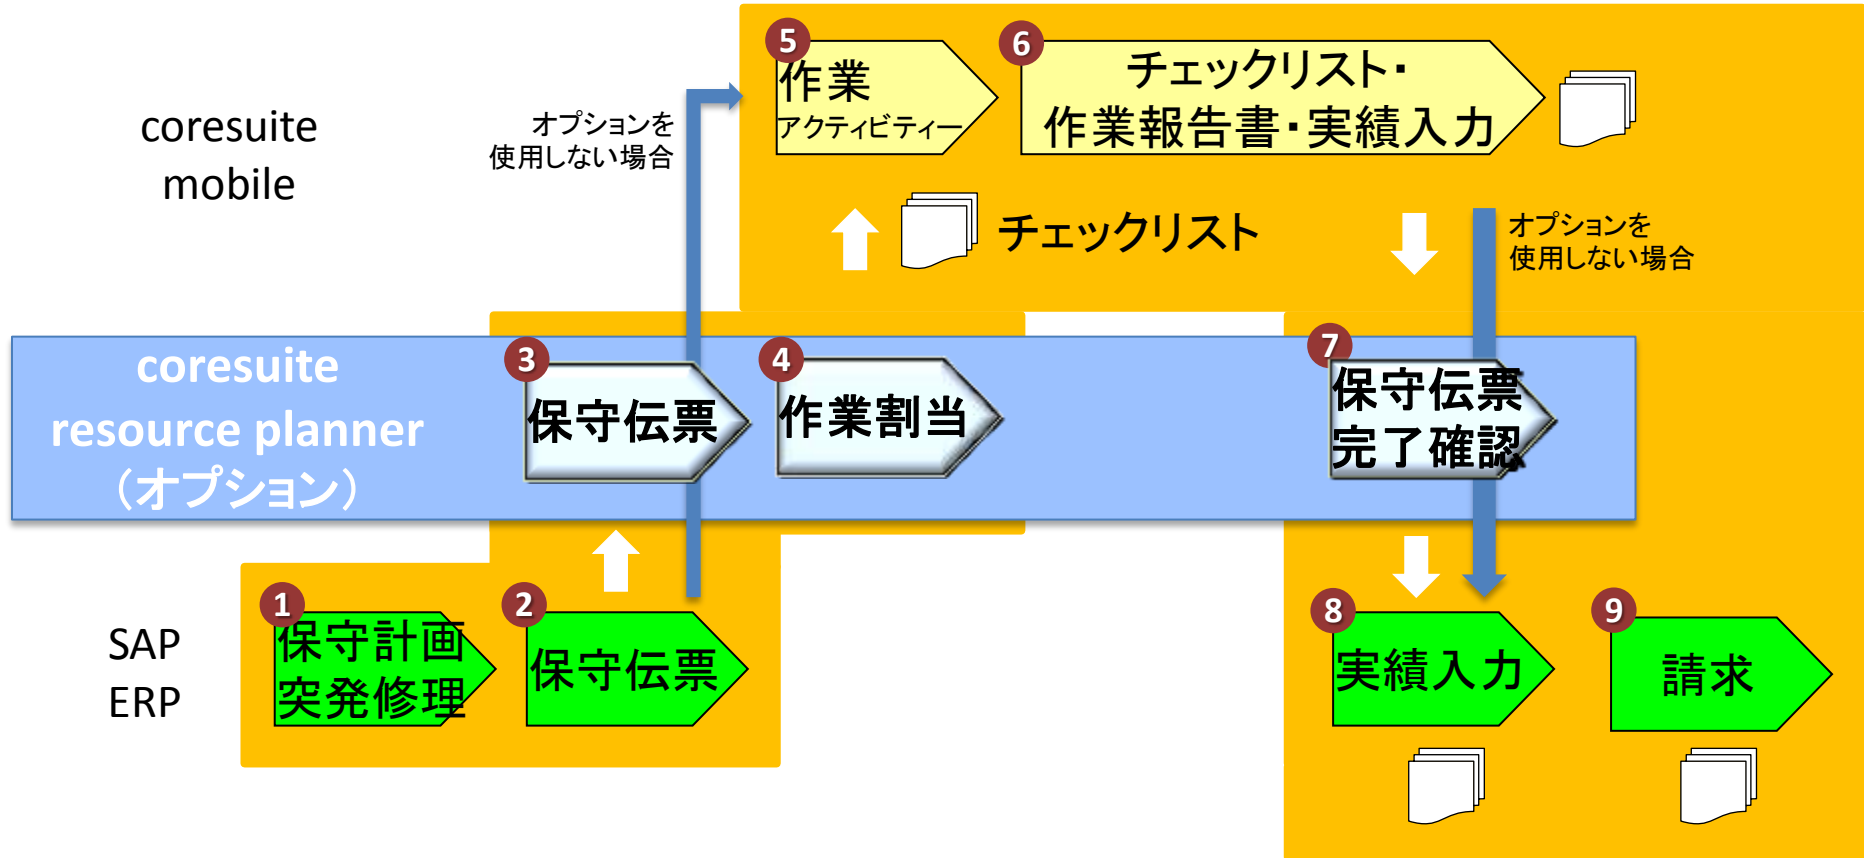 5
作業
アクティビティー
6
チェックリスト・
作業報告書・実績入力
coresuite
mobile
オプションを
使用しない場合
チェックリスト
オプションを
使用しない場合
coresuite
resource planner
（オプション）
3
保守伝票
4
作業割当
7
保守伝票
完了確認
SAP
ERP
1
保守計画
突発修理
2
保守伝票
8
実績入力
9
請求